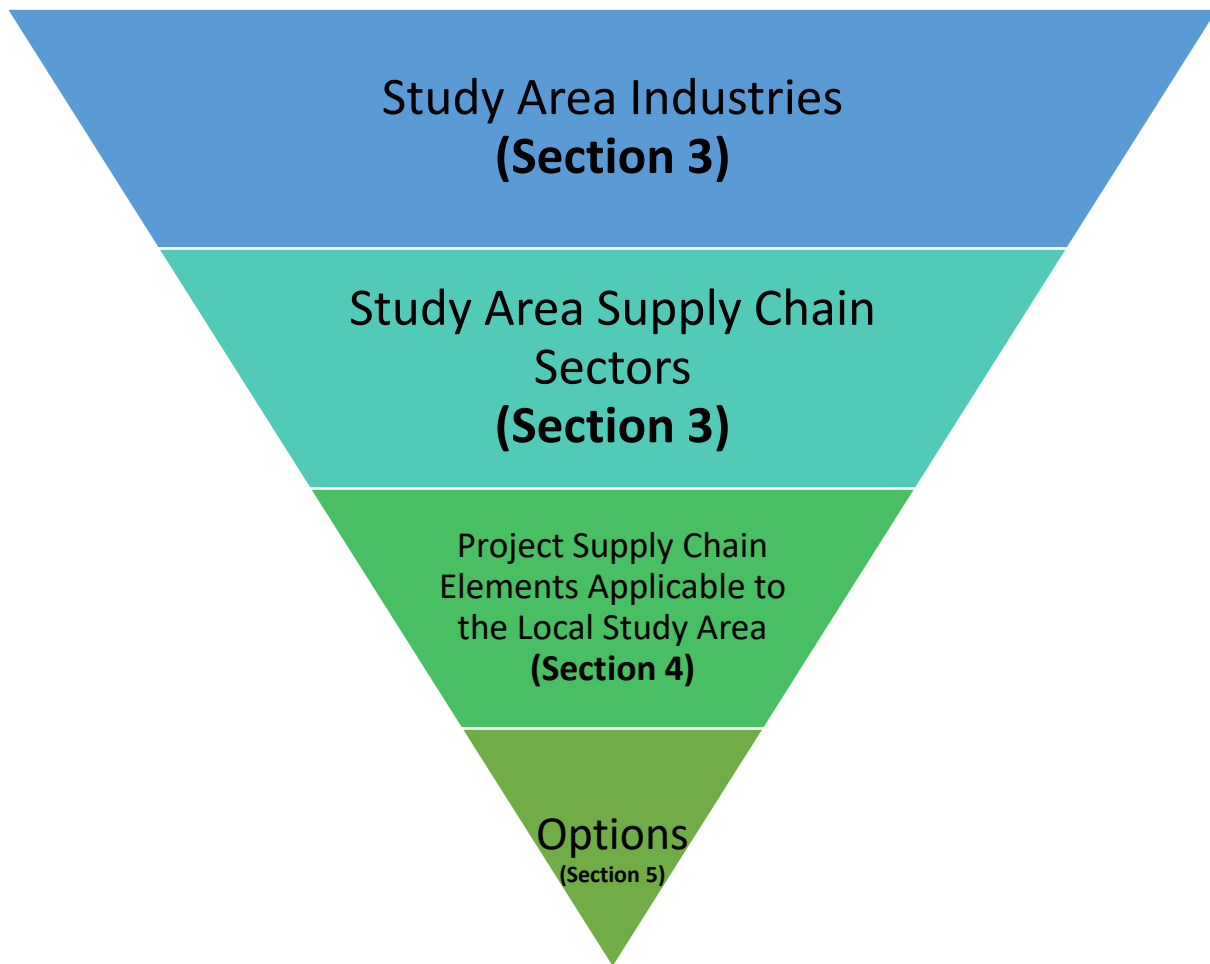 Study Area Industries
(Section 3)
Study Area Supply Chain
Sectors
(Section 3)
Project Supply Chain
Elements Applicable to
the Local Study Area
(Section 4)
Options
(Section 5)